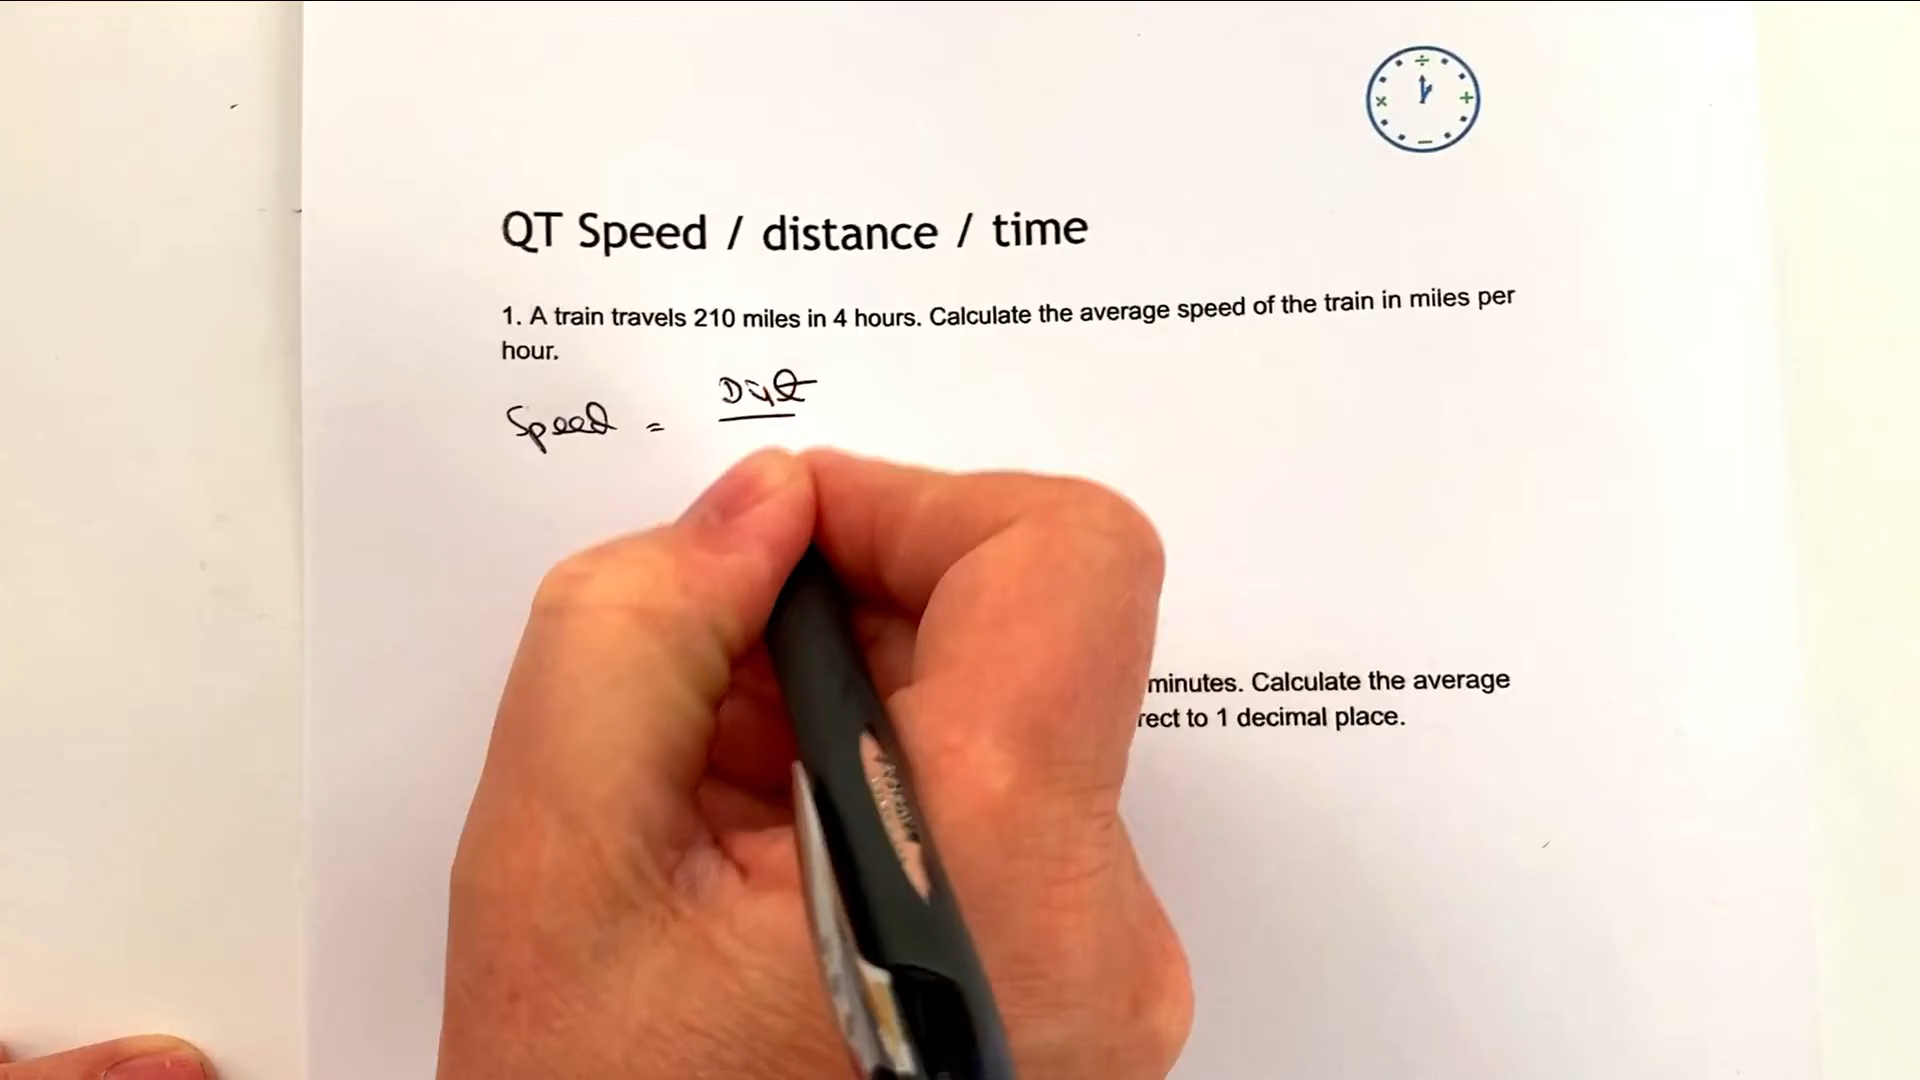 QT Speed / distance / time
1. A train travels 210 miles in 4 hours. Calculate the average speed of the train in miles per
hour.
Dist
Speed =
minutes. Calculate the average
rect to 1 decimal place.